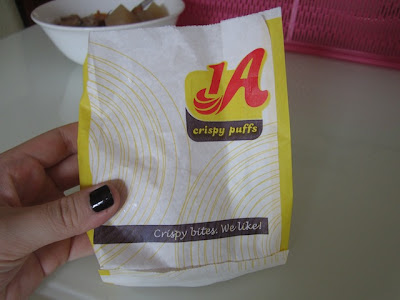 1A
crispy puffs
Crispy bites. We like!